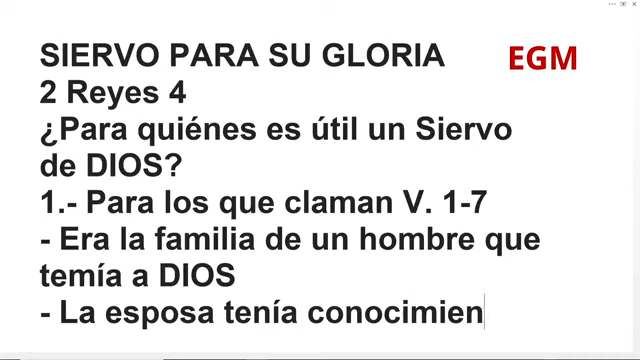 SIERVO PARA SU GLORIA
EGM
2 Reyes 4
¿Para quiénes es útil un Siervo
de DIOS?
1.- Para los que claman V. 1-7
- Era la familia de un hombre que
temía a DIOS
- La esposa tenía conocimien